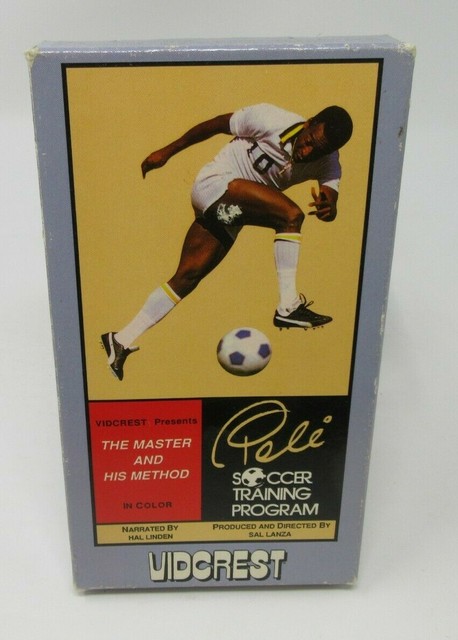 10
VIDCREST Presents
THE MASTER
AND
HIS METHOD
IN COLOR
Pelé
SOCCER
TRAINING
PROGRAM
NARRATED BY
HAL LINDEN
PRODUCED AND DIRECTED BY
SAL LANZA
VIDCREST